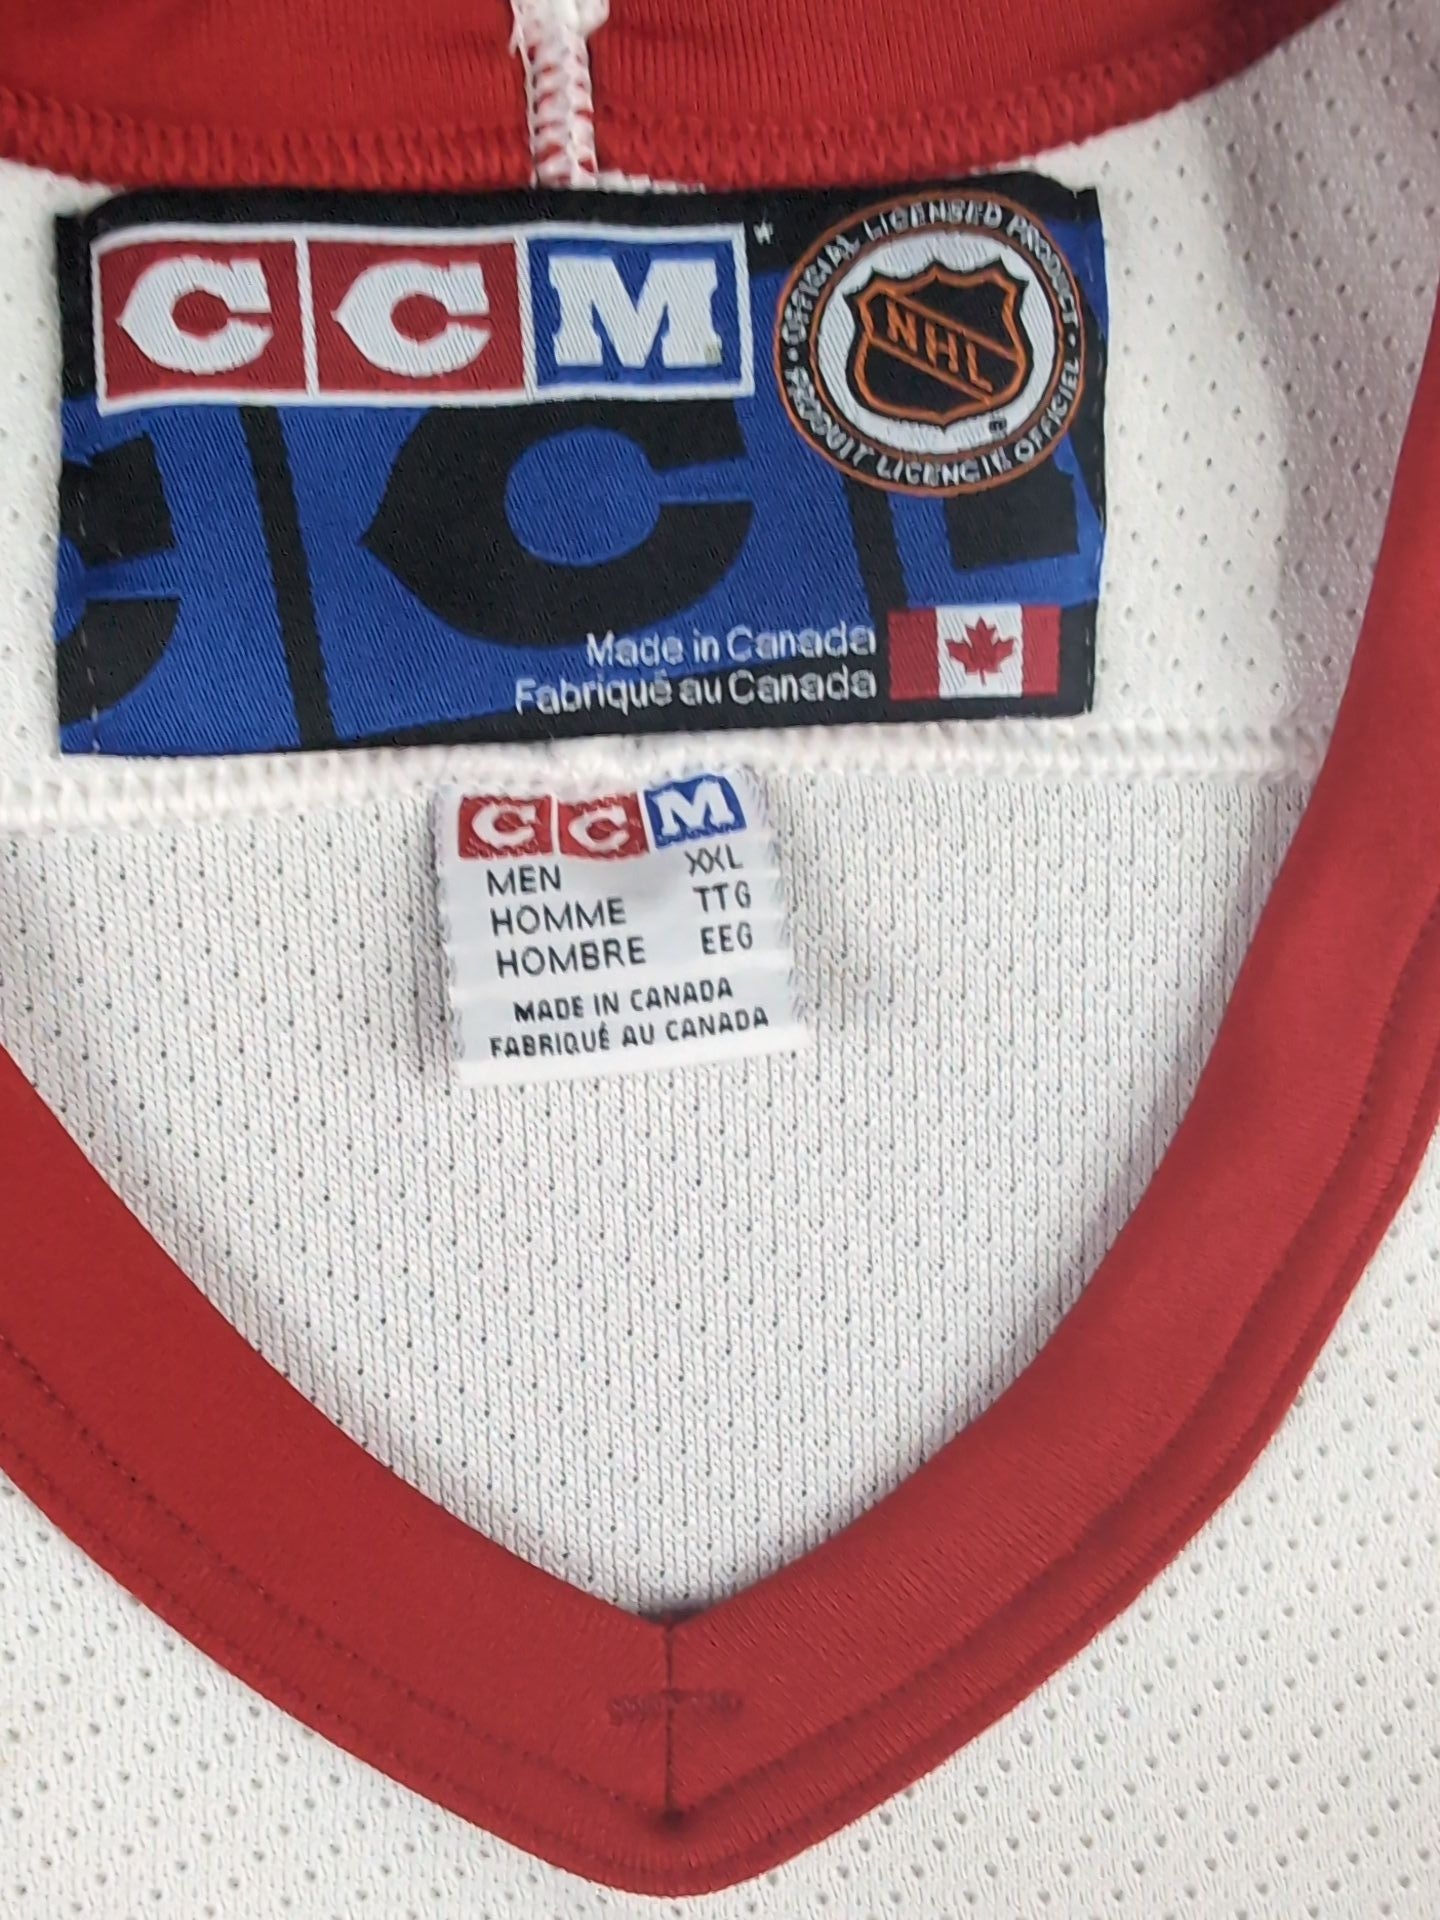 CCM
OFFICIAL LICENSED PRODUCT •
NHL
PRODUIT LICENCIÉ OFFICIEL •
Made in Canada
Fabriqué au Canada
CCM
MEN XXL
HOMME TTG
HOMBRE EEG
MADE IN CANADA
FABRIQUÉ AU CANADA